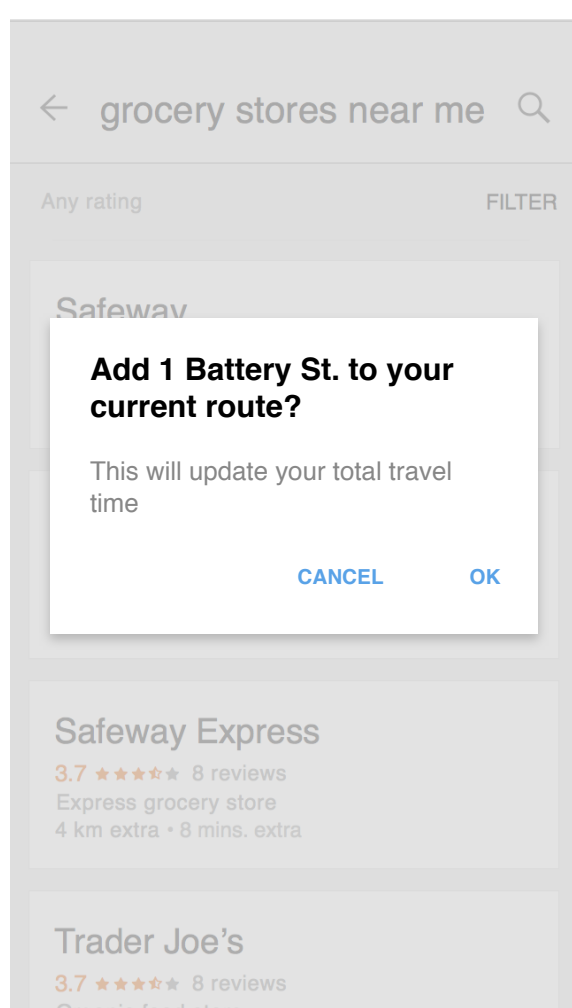 grocery stores near me
Any rating
FILTER
Safeway
Add 1 Battery St. to your
current route?
This will update your total travel
time
CANCEL
OK
Safeway Express
3.7 8 reviews
Express grocery store
4 km extra • 8 mins. extra
Trader Joe's
3.7 8 reviews